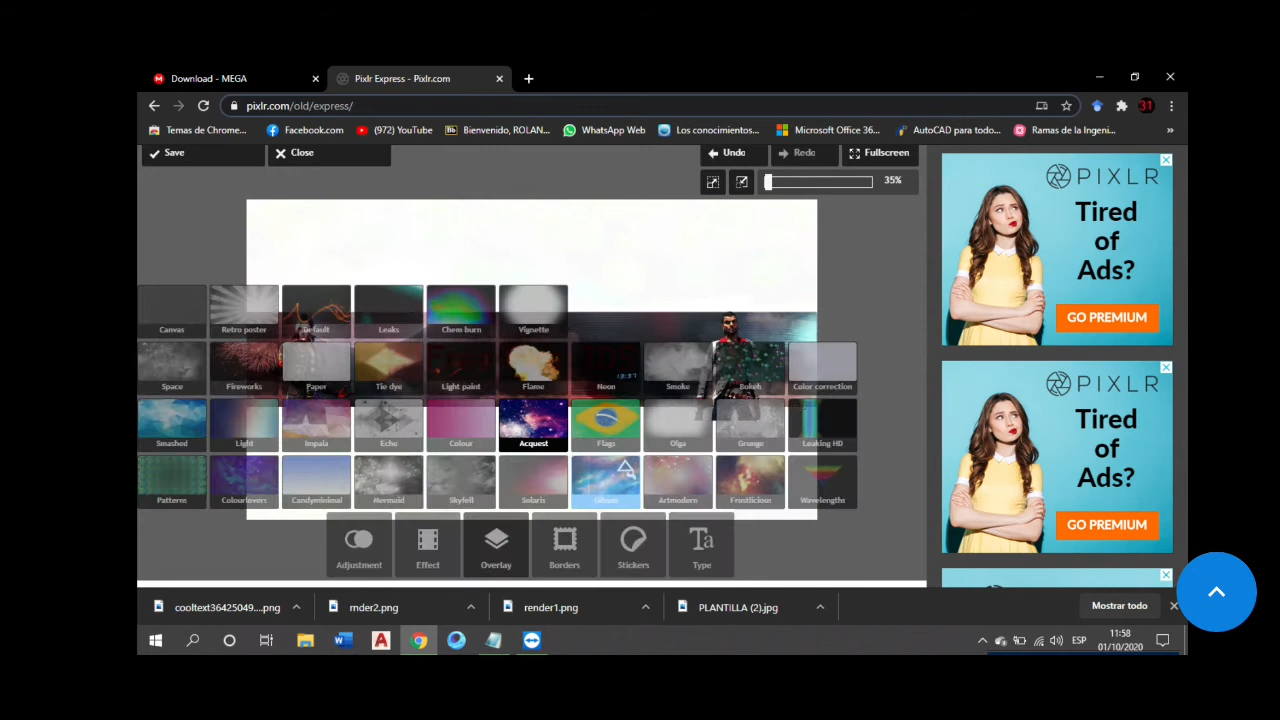 Download - MEGA
Pixlr Express - Pixlr.com
pixlr.com/old/express/
31
Temas de Chrome...
Facebook.com
(972) YouTube
Bb Bienvenido, ROLAN...
WhatsApp Web
Los conocimientos...
Microsoft Office 36...
AutoCAD para todo...
Ramas de la Ingeni...
»
Save
Close
Undo
Redo
Fullscreen
35%
PIXLR
Tired
of
Ads?
GO PREMIUM
Canvas
Retro poster
Default
Leaks
Chem burn
Vignette
Space
Fireworks
Paper
Tie dye
Light paint
Flame
Neon
Smoke
Bokeh
Color correction
Smashed
Light
Impala
Echo
Colour
Acquest
Flags
Olga
Grunge
Leaking HD
Patterns
Colourlovers
Candyminimal
Mermaid
Skyfell
Solaris
Artmodern
Frostlicious
Wavelengths
PIXLR
Tired
of
Ads?
GO PREMIUM
Adjustment
Effect
Overlay
Borders
Stickers
Ta
Type
cooltext36425049....png
rnder2.png
render1.png
PLANTILLA (2).jpg
Mostrar todo
ESP
11:58
01/10/2020